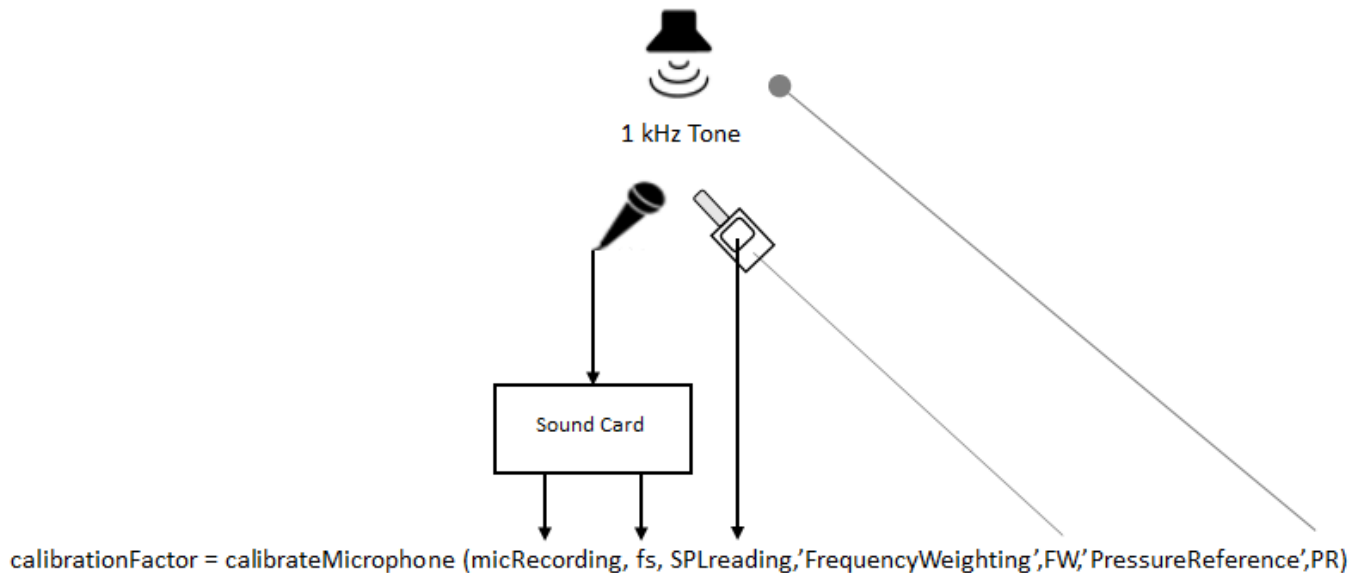 1 kHz Tone
Sound Card
calibrationFactor = calibrateMicrophone (micRecording, fs, SPLreading,’FrequencyWeighting’,FW,’PressureReference’,PR)